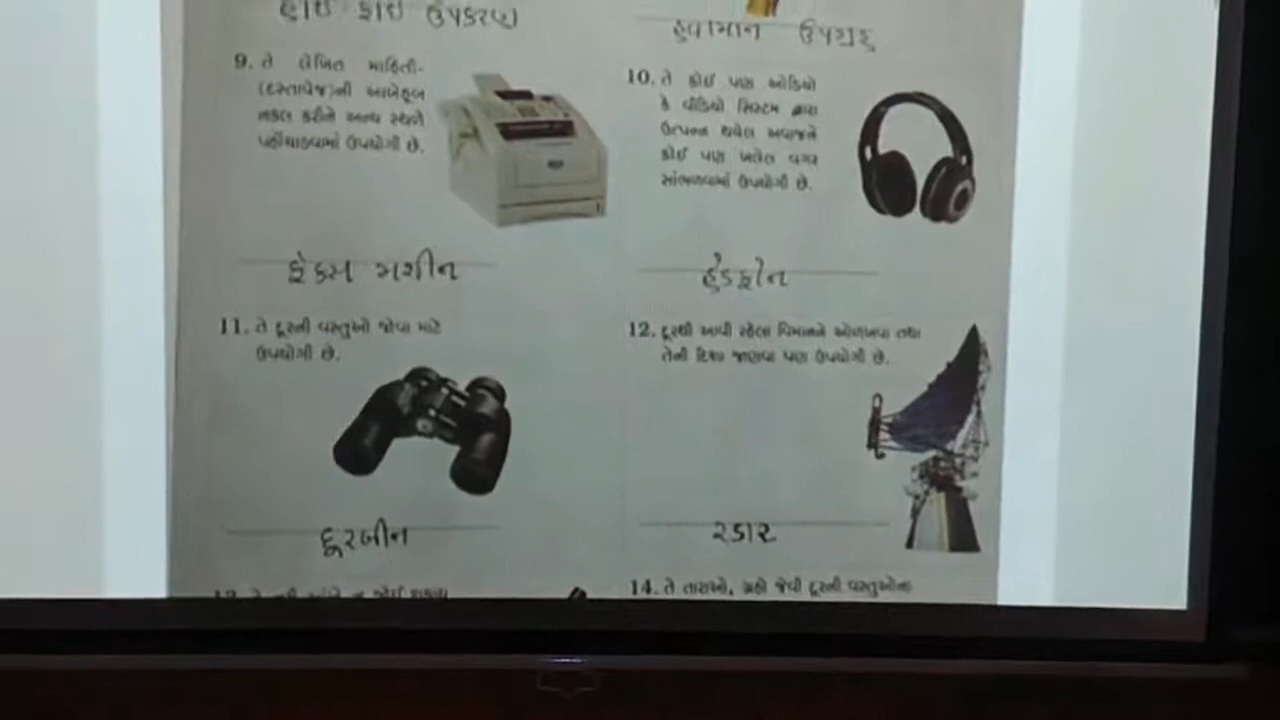 હાઈ ફાઈ ઉપકરણ
હવામાન ઉપગ્રહ
9. તે લેખિત માહિતી-
(દસ્તાવેજ)ની આબેહૂબ
નકલ કરીને અન્ય સ્થળે
પહોંચાડવામાં ઉપયોગી છે.
ફેક્સ મશીન
10. તે કોઈ પણ ઓડિયો
કે વીડિયો સિસ્ટમ દ્વારા
ઉત્પન્ન થયેલ અવાજને
કોઈ પણ ખલેલ વગર
સાંભળવામાં ઉપયોગી છે.
હેડફોન
11. તે દૂરની વસ્તુઓ જોવા માટે
ઉપયોગી છે.
દૂરબીન
12. દૂરથી આવી રહેલા વિમાનને ઓળખવા તથા
તેની દિશા જાણવા પણ ઉપયોગી છે.
રડાર
14. તે તારાઓ, ગ્રહો જેવી દૂરની વસ્તુઓના